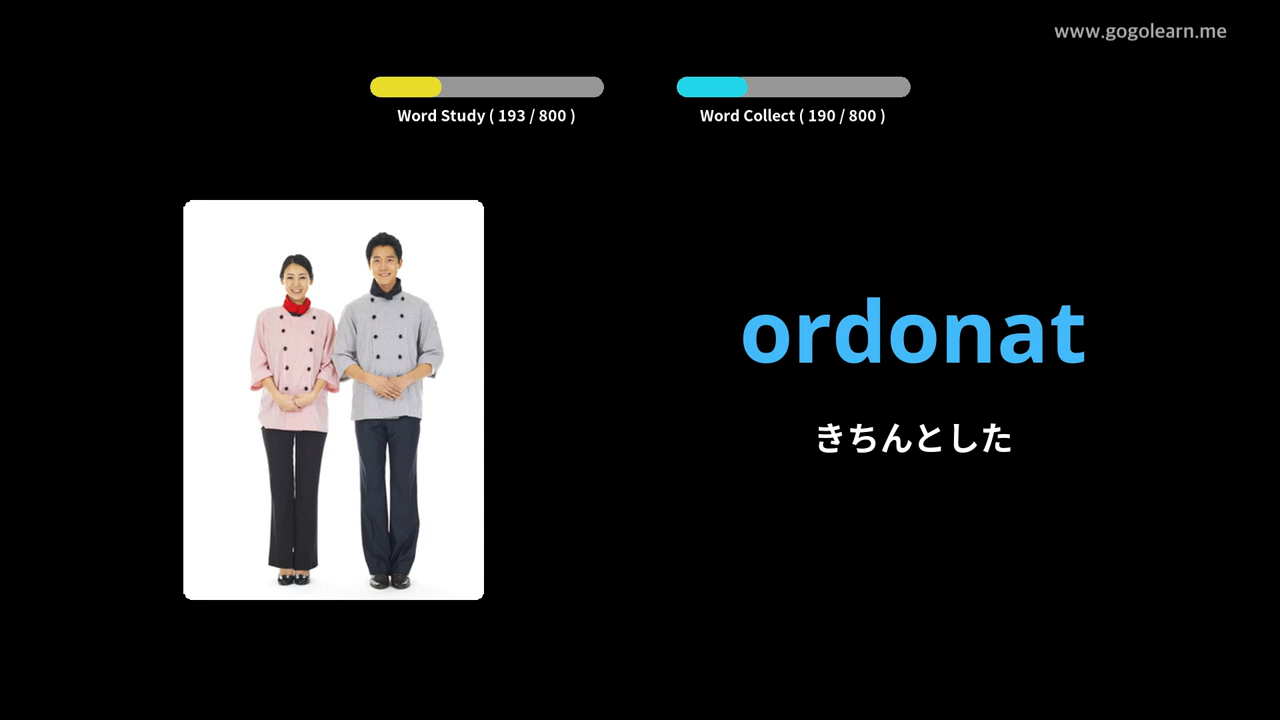 www.gogolearn.me
Word Study ( 193 / 800 )
Word Collect ( 190 / 800 )
ordonat
きちんとした